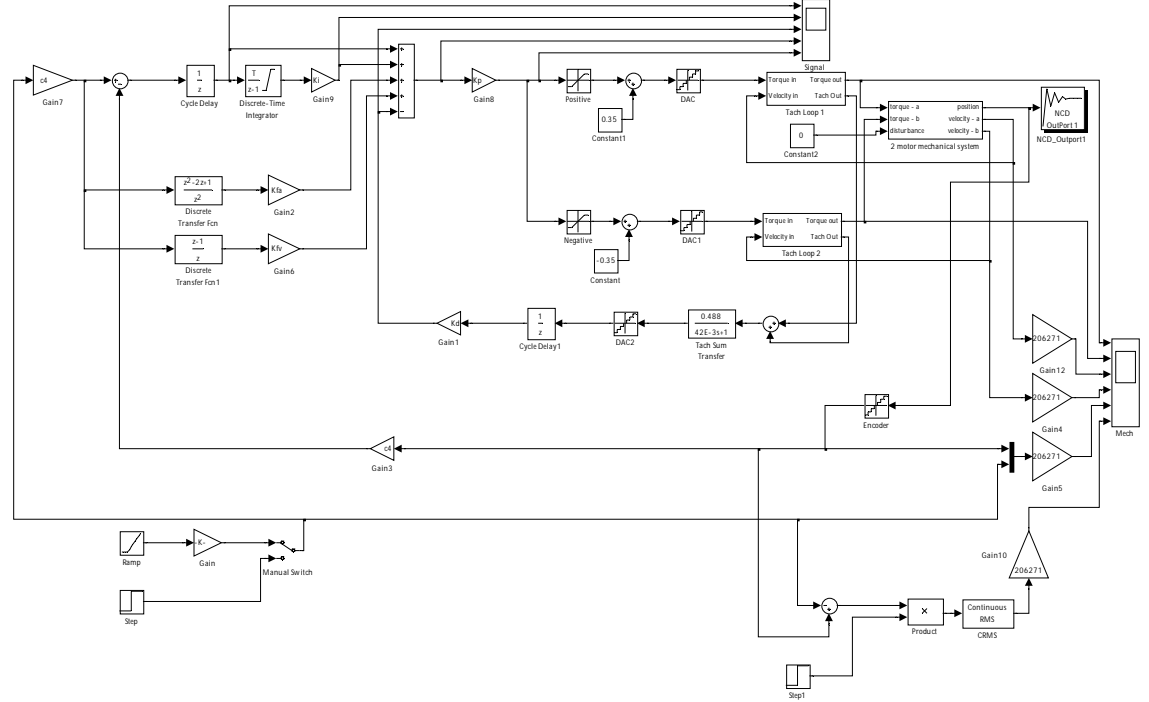 Signal
c4
Gain7
1
z
Cycle Delay
T
z-1
Discrete-Time
Integrator
Ki
Gain9
Kp
Gain8
Positive
DAC
0.35
Constant1
Torque in
Torque out
Velocity in
Tach Out
Tach Loop 1
0
Constant2
torque - a
position
torque - b
velocity - a
disturbance
velocity - b
2 motor mechanical system
NCD
OutPort 1
NCD_Outport1
z²-2z+1
z²
Discrete
Transfer Fcn
Kfa
Gain2
z-1
z
Discrete
Transfer Fcn1
Kfv
Gain6
Negative
DAC1
-0.35
Constant
Torque in
Torque out
Velocity in
Tach Out
Tach Loop 2
Kd
Gain1
1
z
Cycle Delay1
DAC2
0.488
42E-3s+1
Tach Sum
Transfer
206271
Gain12
206271
Gain4
Mech
Encoder
c4
Gain3
206271
Gain5
Ramp
-K-
Gain
Manual Switch
Step
Gain10
206271
×
Product
Continuous
RMS
CRMS
Step1